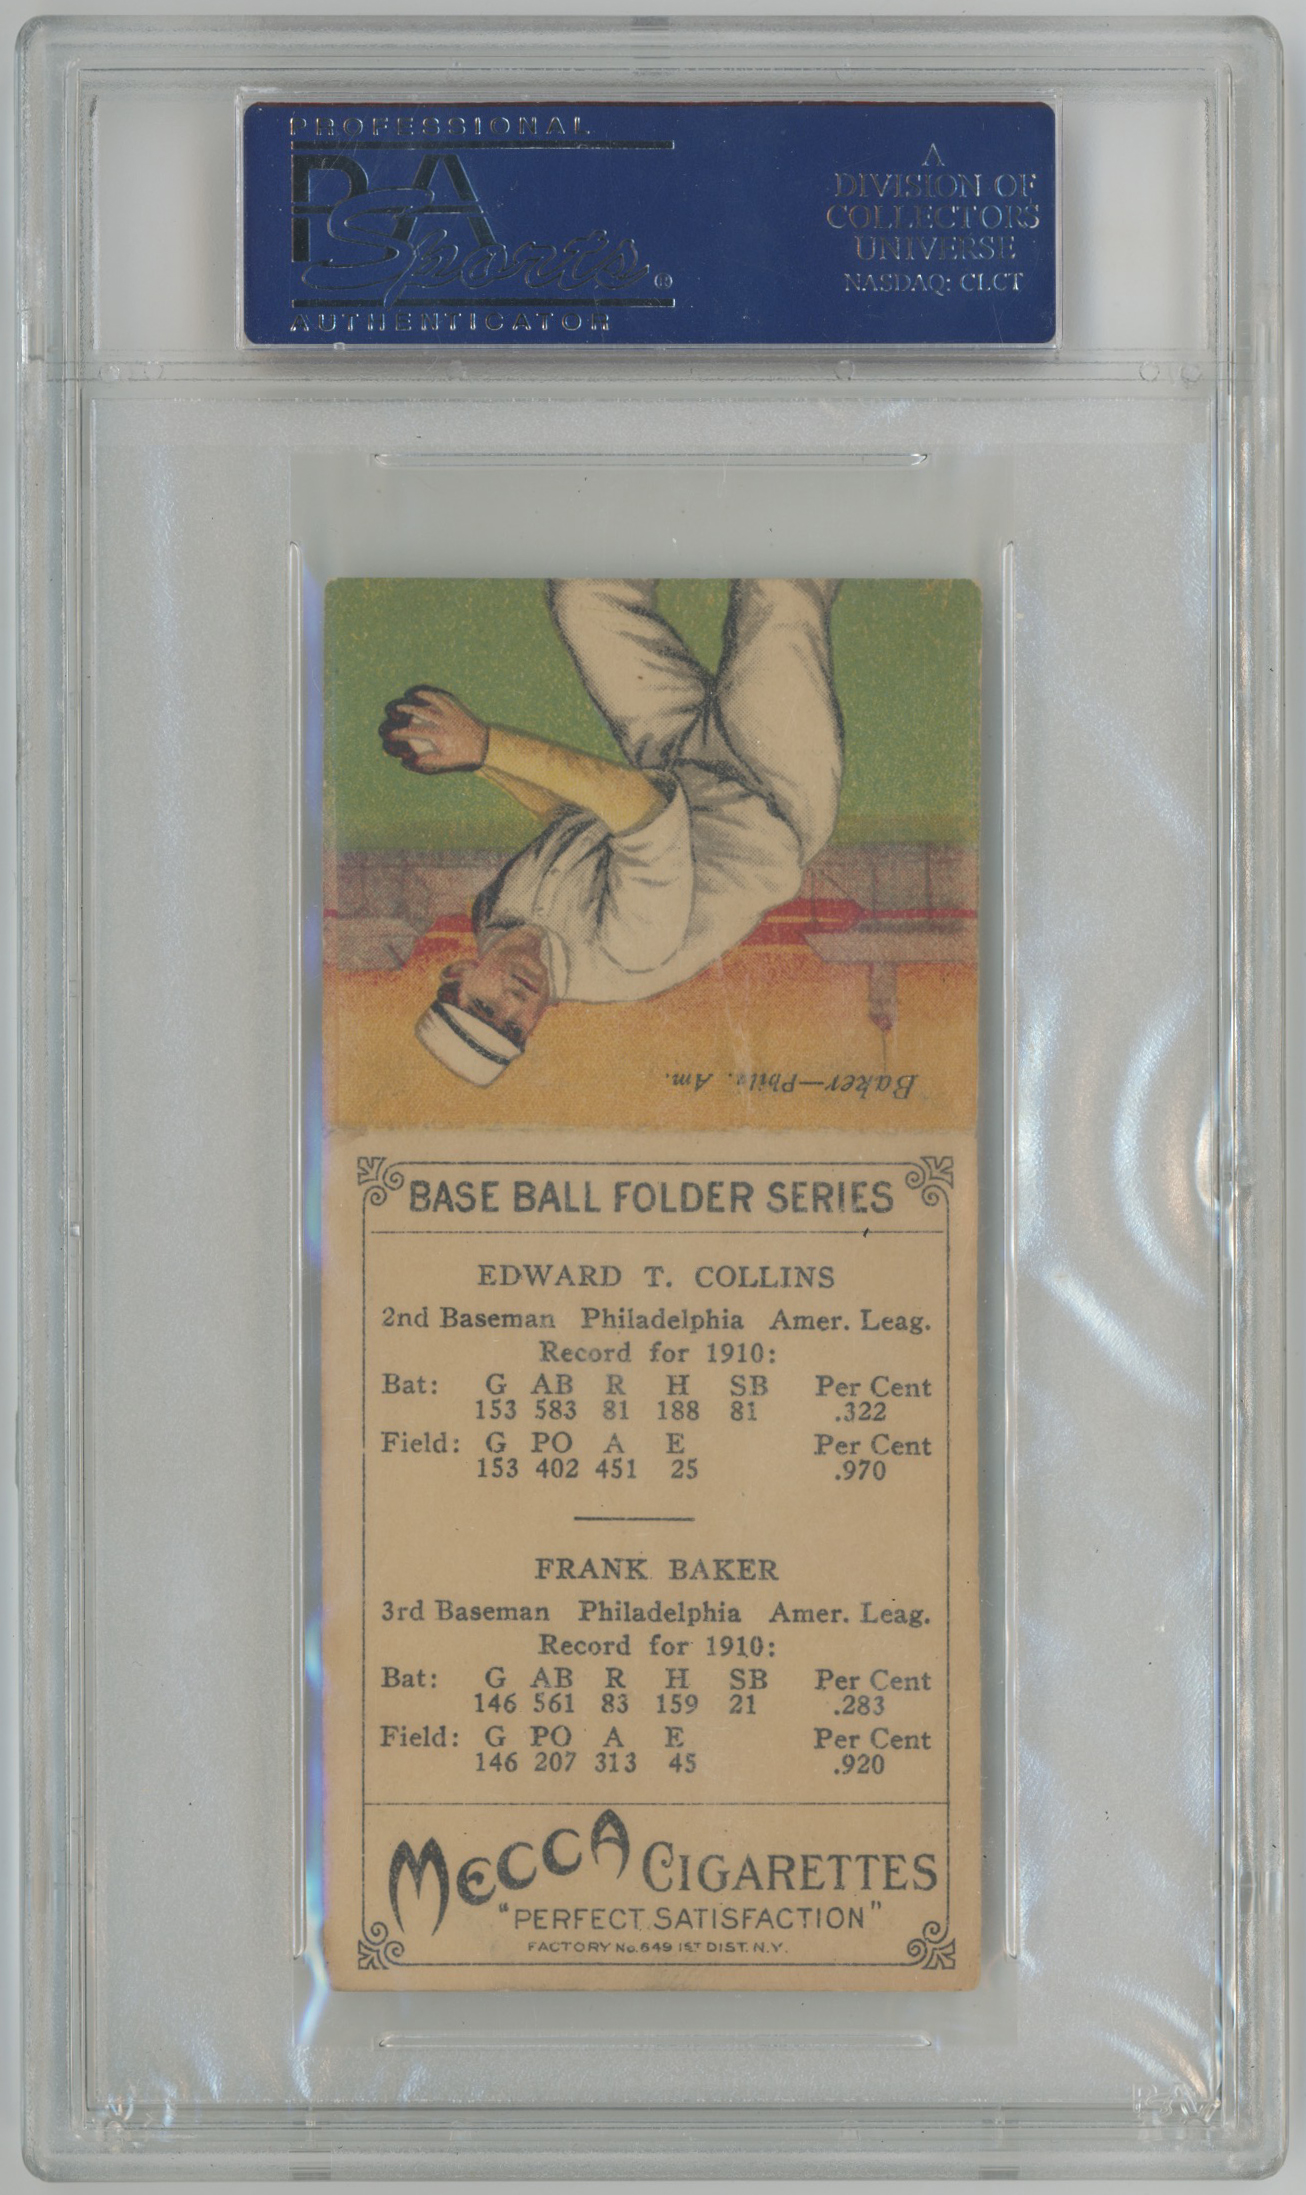 PROFESSIONAL
PSA
Sports®
AUTHENTICATOR
A
DIVISION OF
COLLECTORS
UNIVERSE
NASDAQ: CLCT
Baker—Phila. Am.
BASE BALL FOLDER SERIES
EDWARD T. COLLINS
2nd Baseman Philadelphia Amer. Leag.
Record for 1910:
Bat: G AB R H SB Per Cent
153 583 81 188 81 .322
Field: G PO A E Per Cent
153 402 451 25 .970
FRANK BAKER
3rd Baseman Philadelphia Amer. Leag.
Record for 1910:
Bat: G AB R H SB Per Cent
146 561 83 159 21 .283
Field: G PO A E Per Cent
146 207 313 45 .920
MECCA CIGARETTES
"PERFECT SATISFACTION"
FACTORY No. 649 1ST DIST. N.Y.
PSA